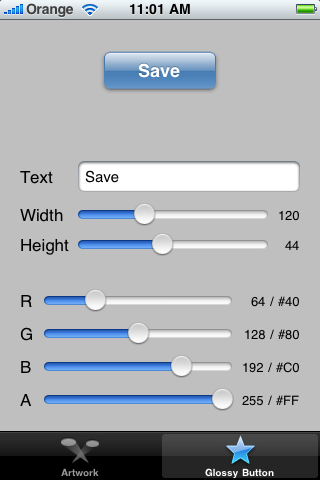 Orange 11:01 AM
Save
Text Save
Width 120
Height 44
R 64 / #40
G 128 / #80
B 192 / #C0
A 255 / #FF
Artwork Glossy Button